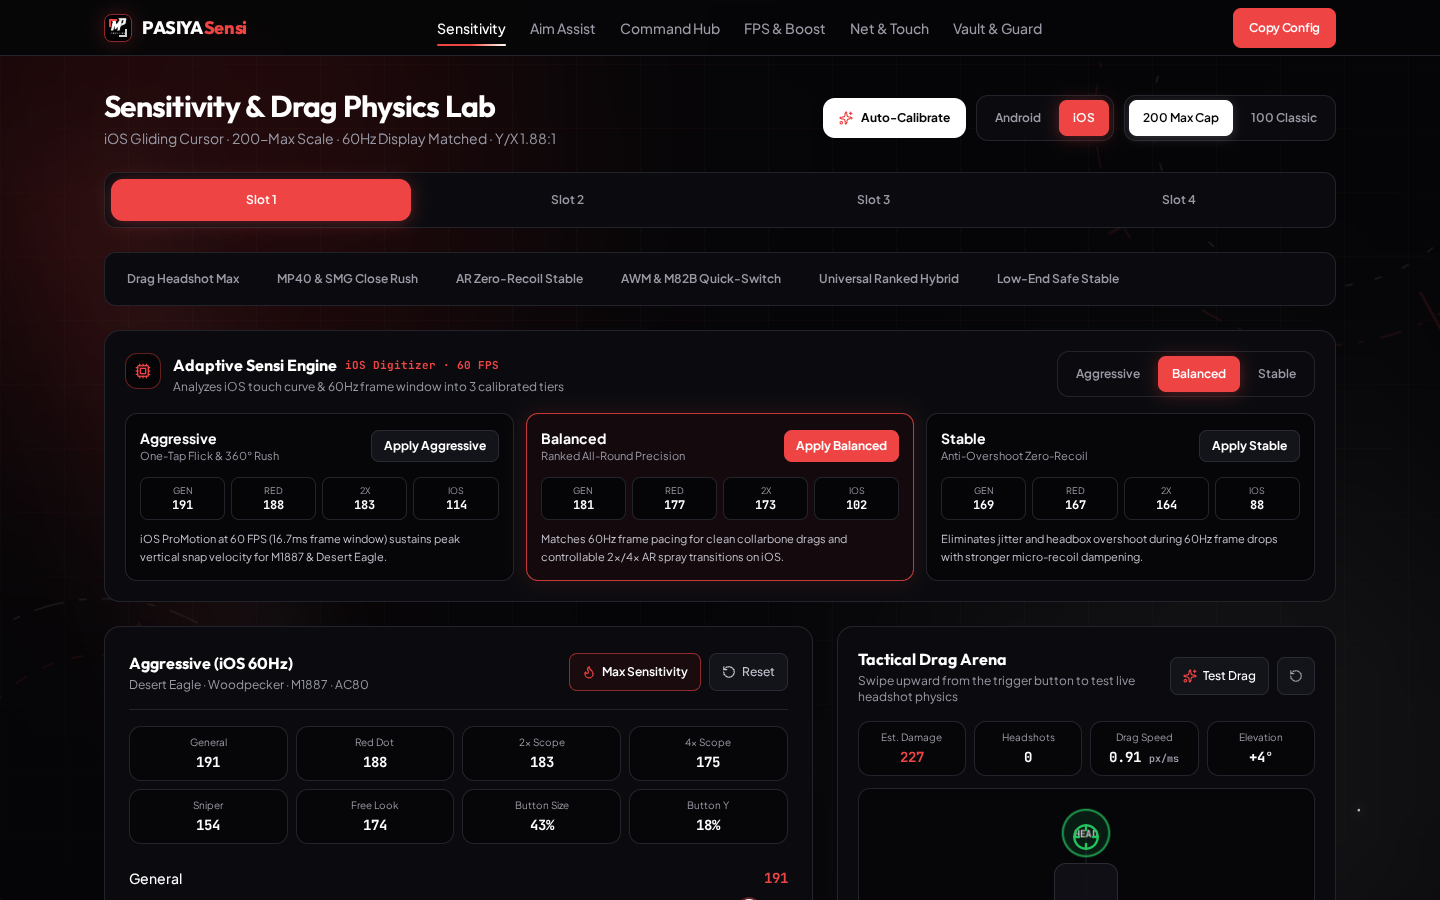 PASIYA Sensi
Sensitivity
Aim Assist
Command Hub
FPS & Boost
Net & Touch
Vault & Guard
Copy Config
Sensitivity & Drag Physics Lab
iOS Gliding Cursor · 200-Max Scale · 60Hz Display Matched · Y/X 1.88:1
Auto-Calibrate
Android
iOS
200 Max Cap
100 Classic
Slot 1
Slot 2
Slot 3
Slot 4
Drag Headshot Max
MP40 & SMG Close Rush
AR Zero-Recoil Stable
AWM & M82B Quick-Switch
Universal Ranked Hybrid
Low-End Safe Stable
Adaptive Sensi Engine iOS Digitizer · 60 FPS
Analyzes iOS touch curve & 60Hz frame window into 3 calibrated tiers
Aggressive
Balanced
Stable
Aggressive
One-Tap Flick & 360° Rush
Apply Aggressive
GEN
191
RED
188
2X
183
IOS
114
iOS ProMotion at 60 FPS (16.7ms frame window) sustains peak
vertical snap velocity for M1887 & Desert Eagle.
Balanced
Ranked All-Round Precision
Apply Balanced
GEN
181
RED
177
2X
173
IOS
102
Matches 60Hz frame pacing for clean collarbone drags and
controllable 2x/4x AR spray transitions on iOS.
Stable
Anti-Overshoot Zero-Recoil
Apply Stable
GEN
169
RED
167
2X
164
IOS
88
Eliminates jitter and headbox overshoot during 60Hz frame drops
with stronger micro-recoil dampening.
Aggressive (iOS 60Hz)
Desert Eagle · Woodpecker · M1887 · AC80
Max Sensitivity
Reset
General
191
Red Dot
188
2x Scope
183
4x Scope
175
Sniper
154
Free Look
174
Button Size
43%
Button Y
18%
General
191
Tactical Drag Arena
Swipe upward from the trigger button to test live
headshot physics
Test Drag
Est. Damage
227
Headshots
0
Drag Speed
0.91 px/ms
Elevation
+4°
HEAD